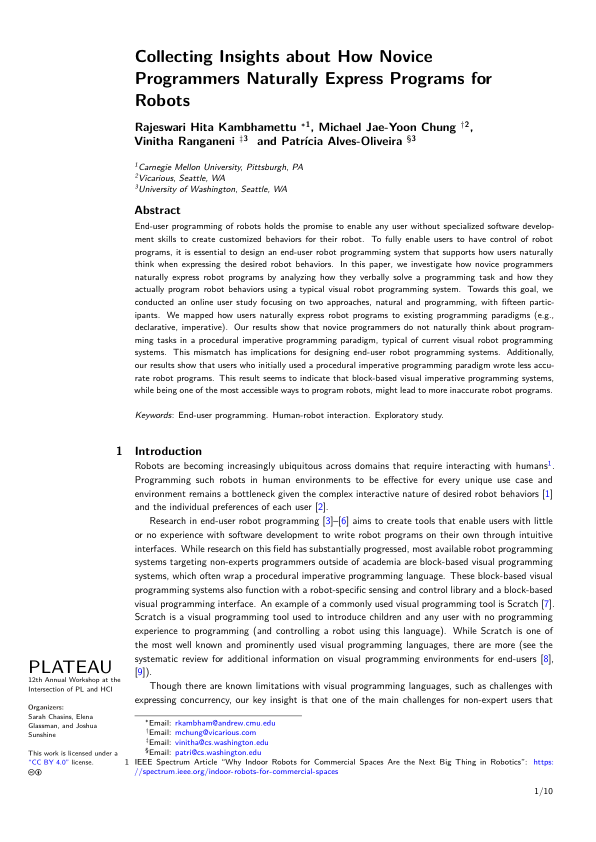 Collecting Insights about How Novice
Programmers Naturally Express Programs for
Robots
Rajeswari Hita Kambhamettu *1, Michael Jae-Yoon Chung †2,
Vinitha Ranganeni ‡3 and Patrícia Alves-Oliveira §3
1Carnegie Mellon University, Pittsburgh, PA
2Vicarious, Seattle, WA
3University of Washington, Seattle, WA
Abstract
End-user programming of robots holds the promise to enable any user without specialized software develop-
ment skills to create customized behaviors for their robot. To fully enable users to have control of robot
programs, it is essential to design an end-user robot programming system that supports how users naturally
think when expressing the desired robot behaviors. In this paper, we investigate how novice programmers
naturally express robot programs by analyzing how they verbally solve a programming task and how they
actually program robot behaviors using a typical visual robot programming system. Towards this goal, we
conducted an online user study focusing on two approaches, natural and programming, with fifteen partic-
ipants. We mapped how users naturally express robot programs to existing programming paradigms (e.g.,
declarative, imperative). Our results show that novice programmers do not naturally think about program-
ming tasks in a procedural imperative programming paradigm, typical of current visual robot programming
systems. This mismatch has implications for designing end-user robot programming systems. Additionally,
our results show that users who initially used a procedural imperative programming paradigm wrote less accu-
rate robot programs. This result seems to indicate that block-based visual imperative programming systems,
while being one of the most accessible ways to program robots, might lead to more inaccurate robot programs.
Keywords: End-user programming. Human-robot interaction. Exploratory study.
1 Introduction
Robots are becoming increasingly ubiquitous across domains that require interacting with humans1.
Programming such robots in human environments to be effective for every unique use case and
environment remains a bottleneck given the complex interactive nature of desired robot behaviors [1]
and the individual preferences of each user [2].
Research in end-user robot programming [3]–[6] aims to create tools that enable users with little
or no experience with software development to write robot programs on their own through intuitive
interfaces. While research on this field has substantially progressed, most available robot programming
systems targeting non-experts programmers outside of academia are block-based visual programming
systems, which often wrap a procedural imperative programming language. These block-based visual
programming systems also function with a robot-specific sensing and control library and a block-based
visual programming interface. An example of a commonly used visual programming tool is Scratch [7].
Scratch is a visual programming tool used to introduce children and any user with no programming
experience to programming (and controlling a robot using this language). While Scratch is one of
the most well known and prominently used programming languages, there are more (see the
systematic review for additional information on visual programming environments for end-users [8],
[9]).
Though there are known limitations with visual programming languages, such as challenges with
expressing concurrency, our key insight is that one of the main challenges for non-expert users that
PLATEAU
12th Annual Workshop at the
Intersection of PL and HCI
Organizers:
Sarah Chasins, Elena
Glassman, and Joshua
Sunshine
This work is licensed under a
"CC BY 4.0" license.
*Email: rkambham@andrew.cmu.edu
†Email: mchung@vicarious.com
‡Email: vinitha@cs.washington.edu
§Email: patri@cs.washington.edu
1 IEEE Spectrum Article "Why Indoor Robots for Commercial Spaces Are the Next Big Thing in Robotics": https:
//spectrum.ieee.org/indoor-robots-for-commercial-spaces
1/10